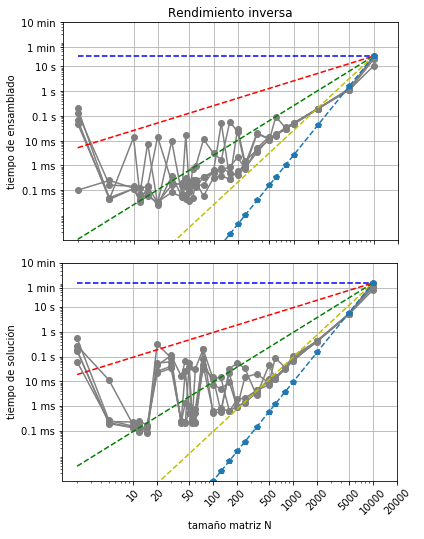 Rendimiento inversa
10 min
1 min
10 s
1 s
0.1 s
10 ms
1 ms
0.1 ms
tiempo de ensamblado
10 min
1 min
10 s
1 s
0.1 s
10 ms
1 ms
0.1 ms
tiempo de solución
10 20 50 100 200 500 1000 2000 5000 10000 20000
tamaño matriz N